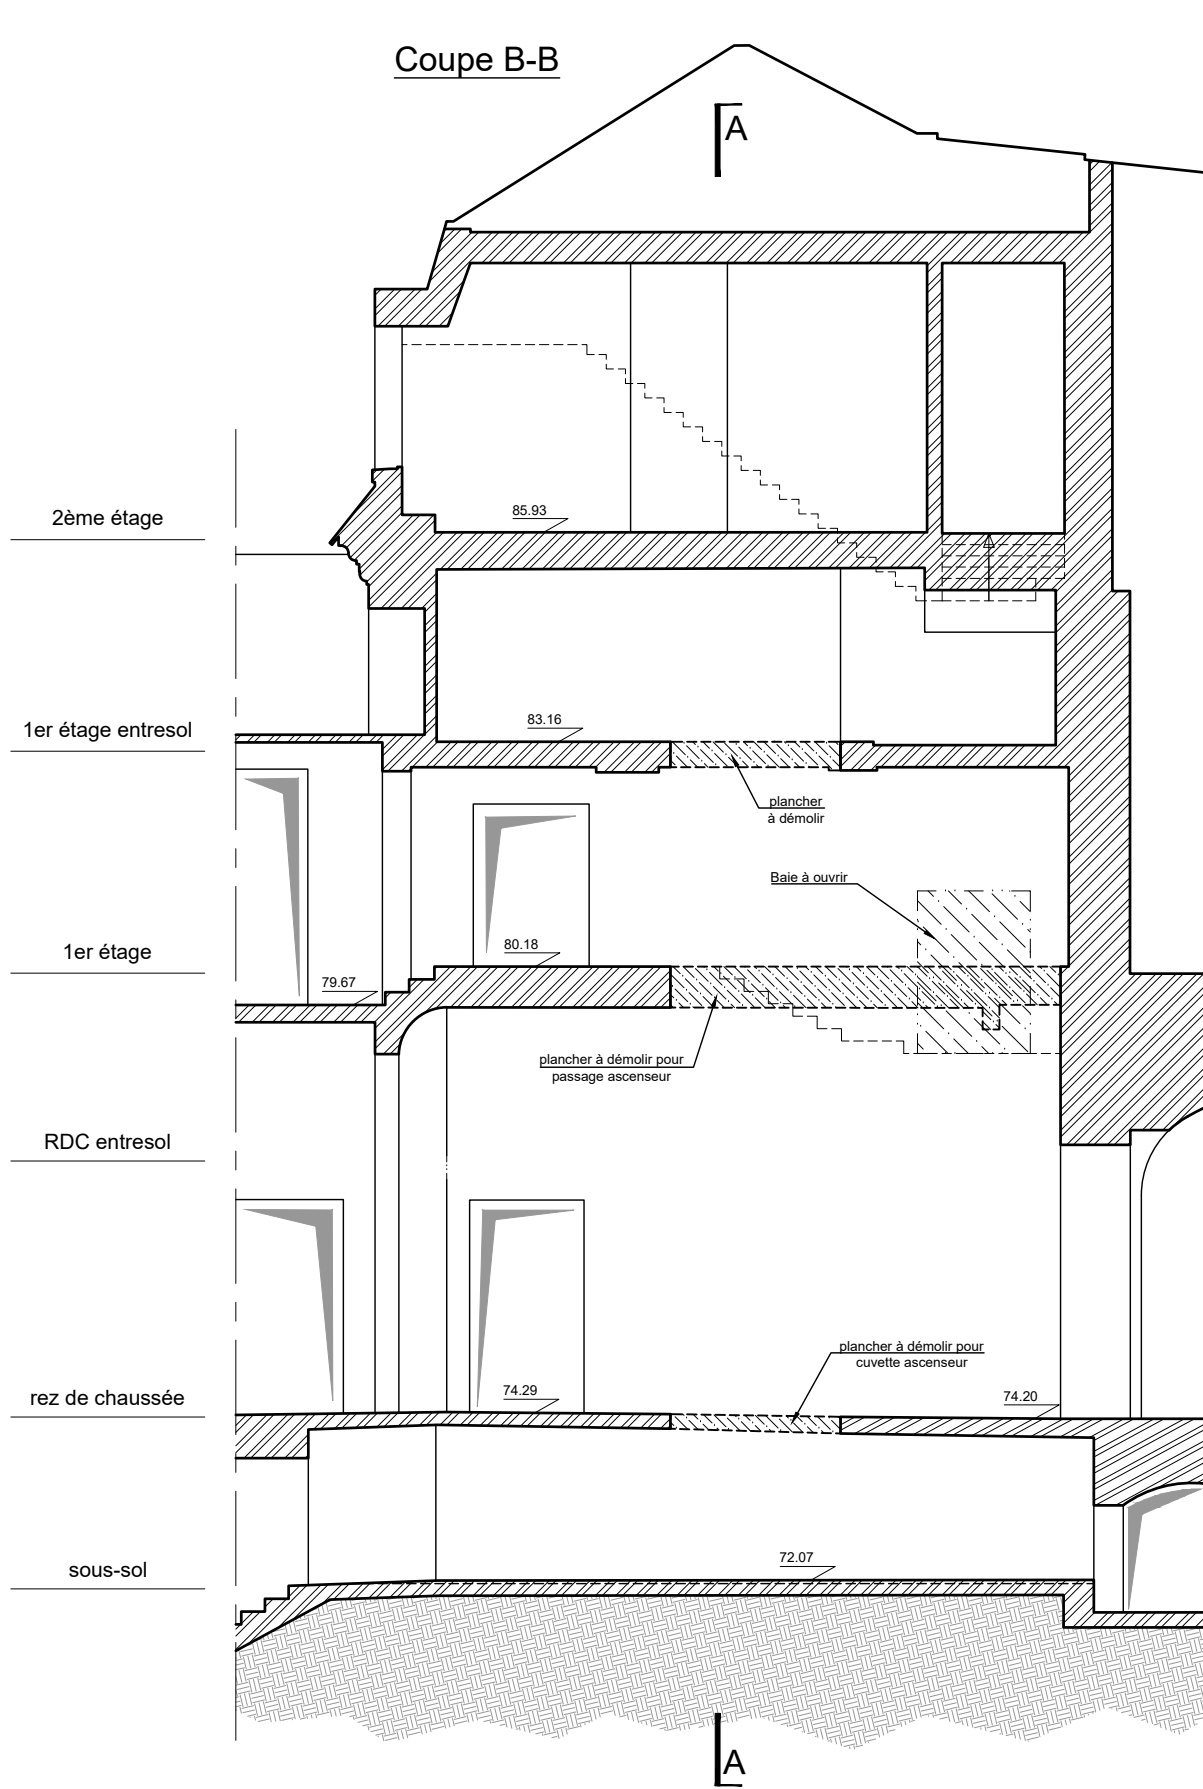 Coupe B-B
A
2ème étage
85.93
1er étage entresol
83.16
plancher
à démolir
Baie à ouvrir
1er étage
80.18
79.67
plancher à démolir pour
passage ascenseur
RDC entresol
plancher à démolir pour
cuvette ascenseur
rez de chaussée
74.29
74.20
sous-sol
72.07
A